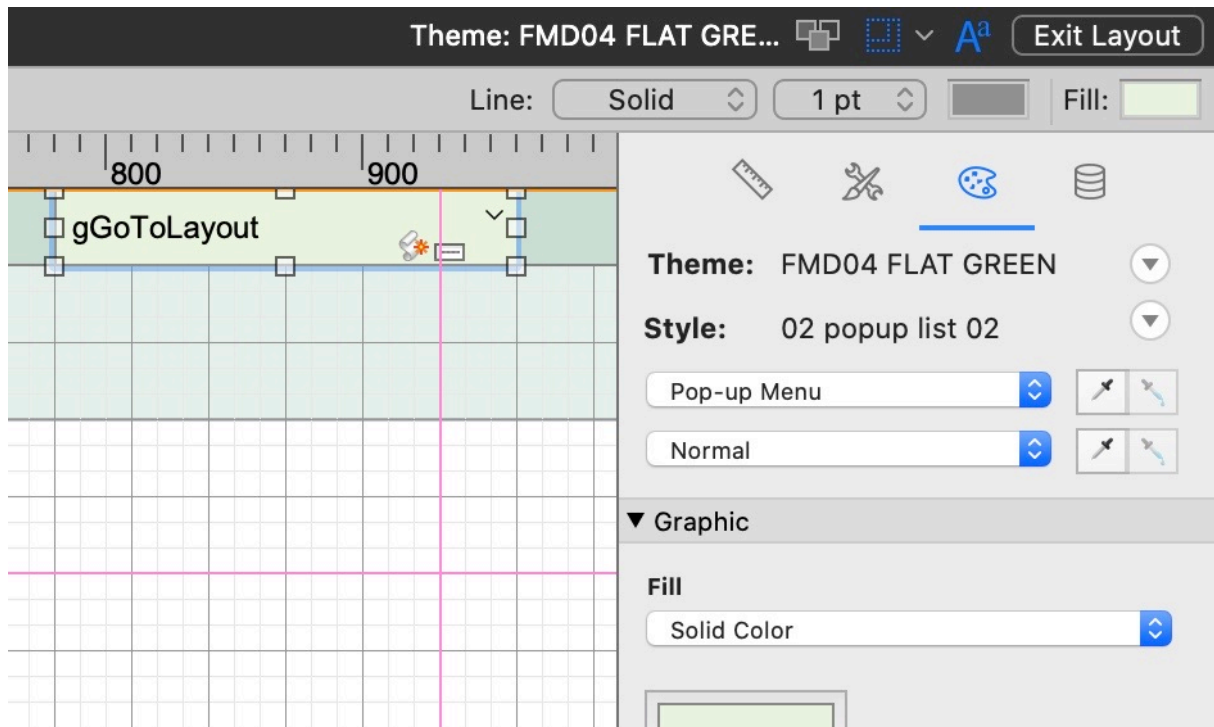 Theme: FMD04 FLAT GRE... Aa Exit Layout
Line: Solid 1 pt Fill:
800 900
gGoToLayout
Theme: FMD04 FLAT GREEN
Style: 02 popup list 02
Pop-up Menu
Normal
Graphic
Fill
Solid Color